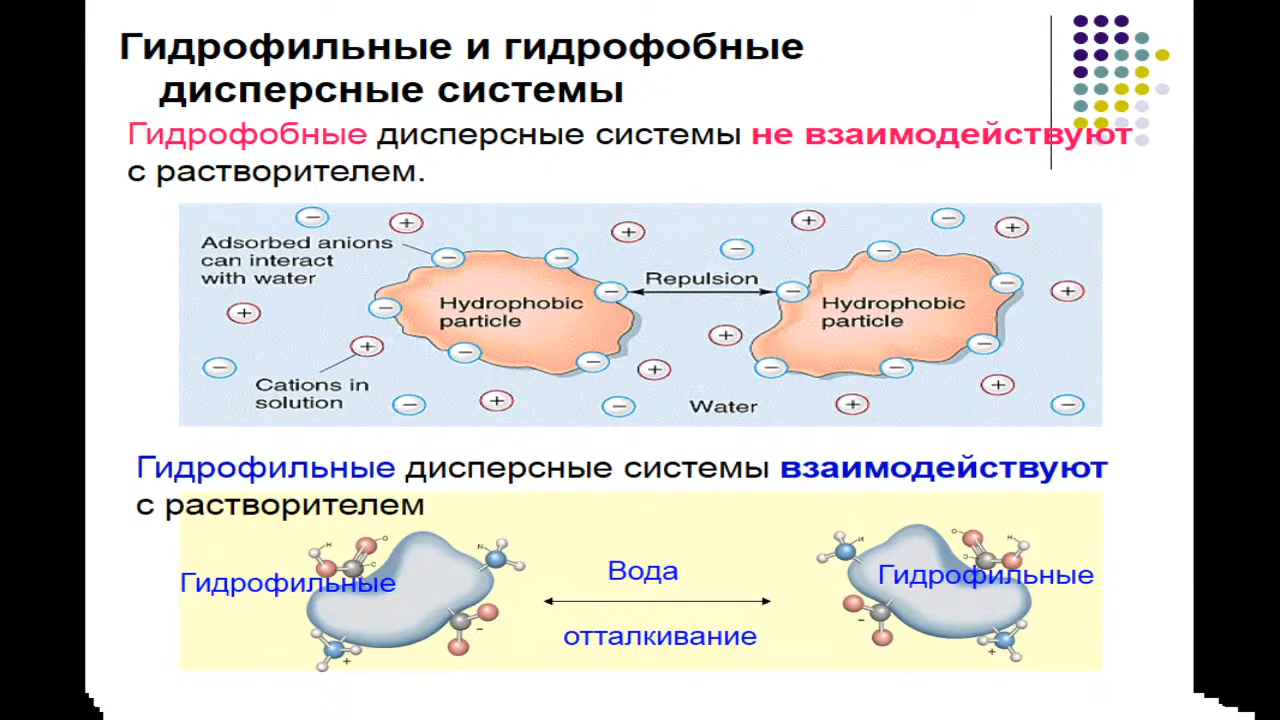 Гидрофильные и гидрофобные
дисперсные системы
Гидрофобные дисперсные системы не взаимодействуют
с растворителем.
Adsorbed anions
can interact
with water
Repulsion
Hydrophobic
particle
Hydrophobic
particle
Cations in
solution
Water
Гидрофильные дисперсные системы взаимодействуют
с растворителем
Гидрофильные
Вода
Гидрофильные
отталкивание